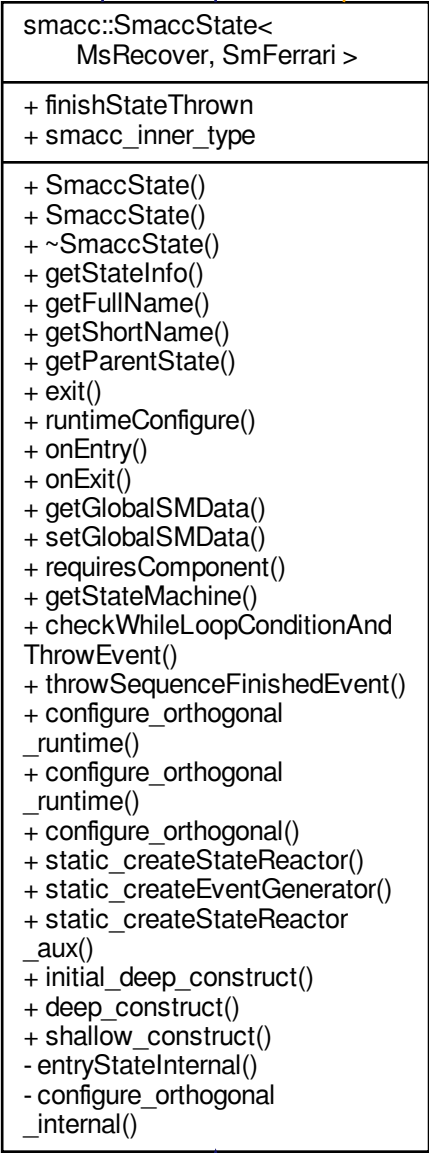 smacc::SmaccState<
MsRecover, SmFerrari >
+ finishStateThrown
+ smacc_inner_type
+ SmaccState()
+ SmaccState()
+ ~SmaccState()
+ getStateInfo()
+ getFullName()
+ getShortName()
+ getParentState()
+ exit()
+ runtimeConfigure()
+ onEntry()
+ onExit()
+ getGlobalSMData()
+ setGlobalSMData()
+ requiresComponent()
+ getStateMachine()
+ checkWhileLoopConditionAnd
ThrowEvent()
+ throwSequenceFinishedEvent()
+ configure_orthogonal
_runtime()
+ configure_orthogonal
_runtime()
+ configure_orthogonal()
+ static_createStateReactor()
+ static_createEventGenerator()
+ static_createStateReactor
_aux()
+ initial_deep_construct()
+ deep_construct()
+ shallow_construct()
- entryStateInternal()
- configure_orthogonal
_internal()